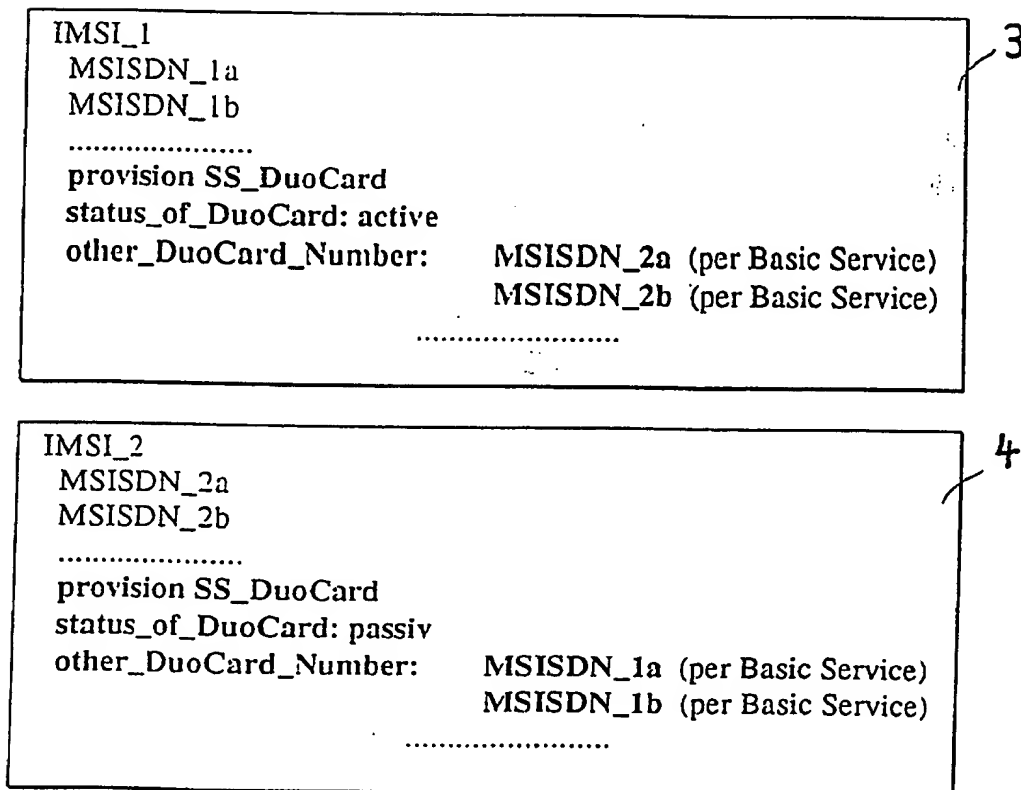 IMSI_1
3
MSISDN_1a
MSISDN_1b
.......................
provision SS_DuoCard
status_of_DuoCard: active
other_DuoCard_Number: MSISDN_2a (per Basic Service)
MSISDN_2b (per Basic Service)
.........................
IMSI_2
4
MSISDN_2a
MSISDN_2b
.......................
provision SS_DuoCard
status_of_DuoCard: passiv
other_DuoCard_Number: MSISDN_1a (per Basic Service)
MSISDN_1b (per Basic Service)
.........................